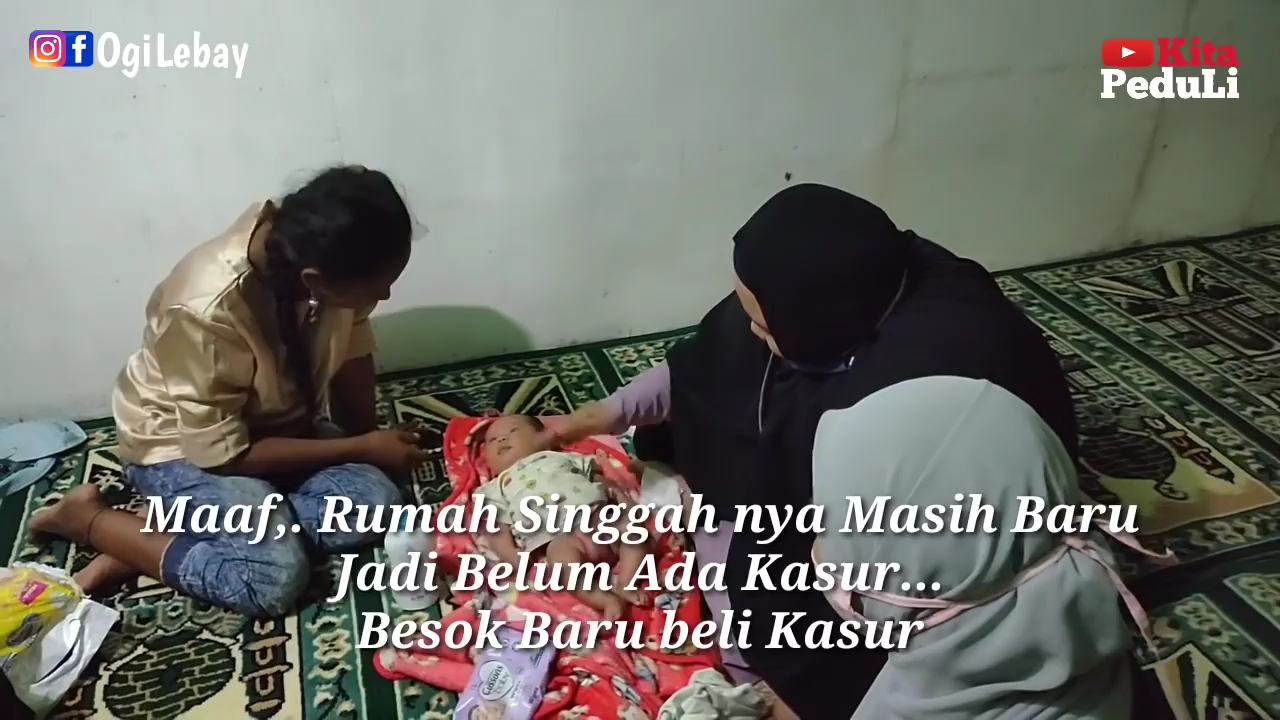 OgiLebay
Kita
PeduLi
Maaf,. Rumah Singgah nya Masih Baru
Jadi Belum Ada Kasur...
Besok Baru beli Kasur